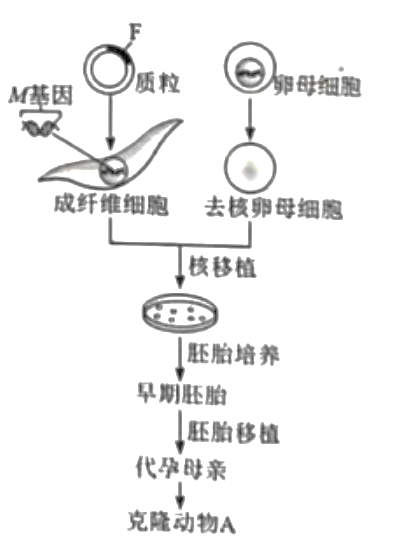 F
质粒
卵母细胞
M基因
成纤维细胞
去核卵母细胞
核移植
胚胎培养
早期胚胎
胚胎移植
代孕母亲
克隆动物A